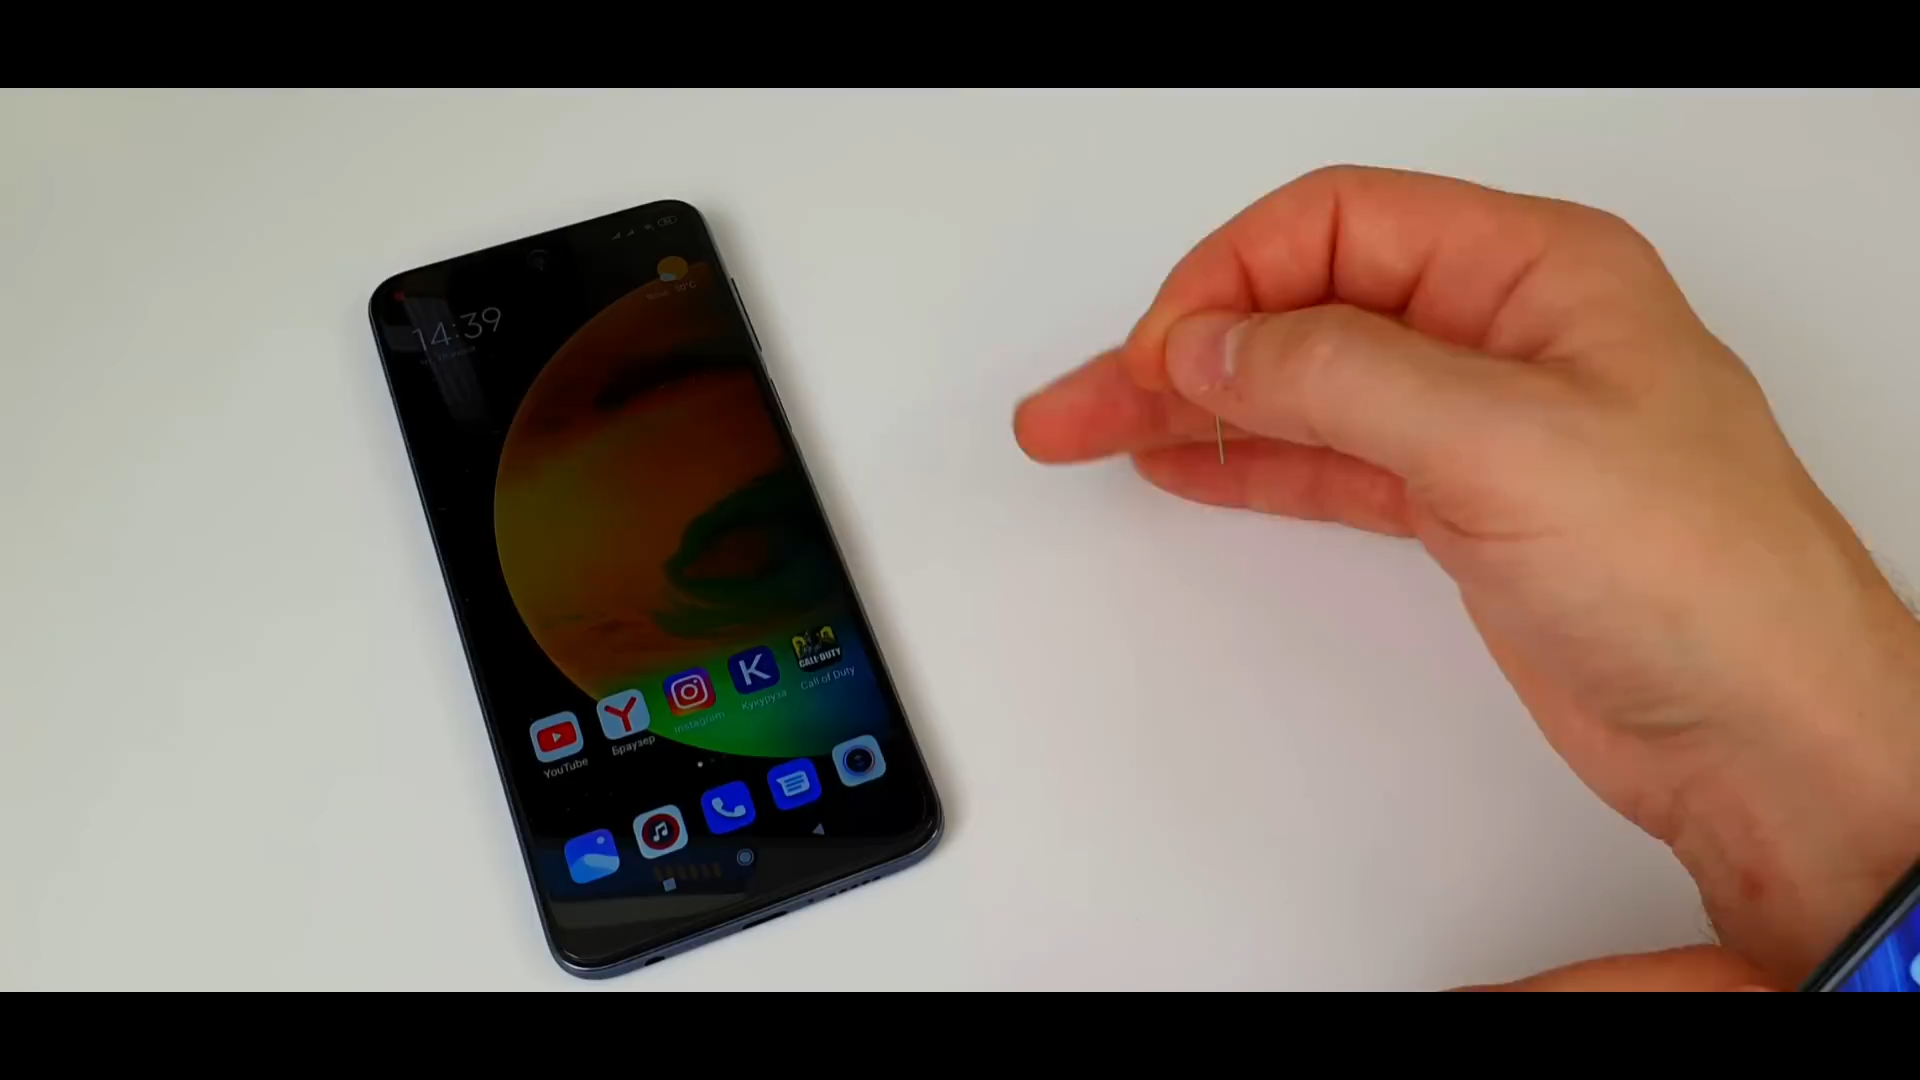 14:39
YouTube
Браузер
Instagram
K
Кукуруза
CALL·DUTY
Call of Duty